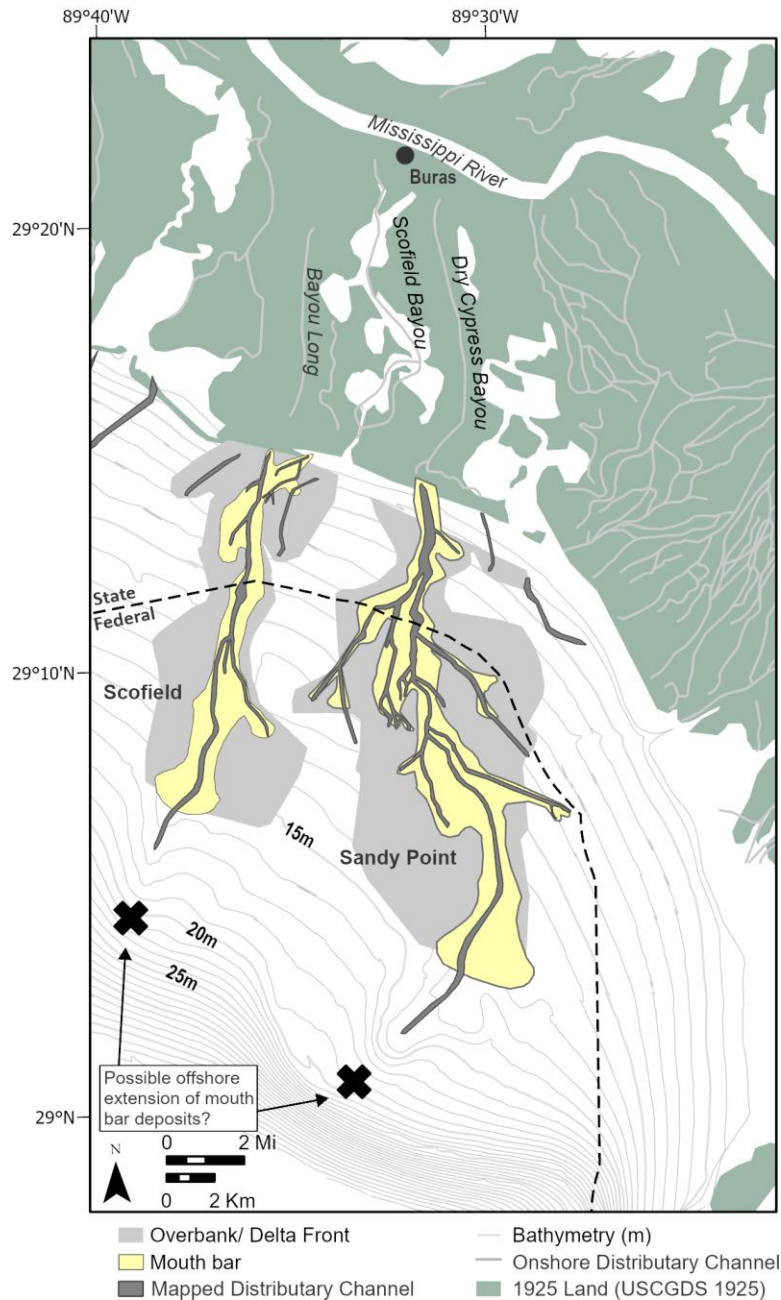 89°40'W
89°30'W
Mississippi River
Buras
29°20'N
Bayou Long
Scofield Bayou
Dry Cypress Bayou
State
Federal
29°10'N
Scofield
15m
Sandy Point
20m
25m
Possible offshore
extension of mouth
bar deposits?
29°N
N
0 2 Mi
0 2 Km
Overbank/ Delta Front
Bathymetry (m)
Mouth bar
Onshore Distributary Channel
Mapped Distributary Channel
1925 Land (USCGDS 1925)